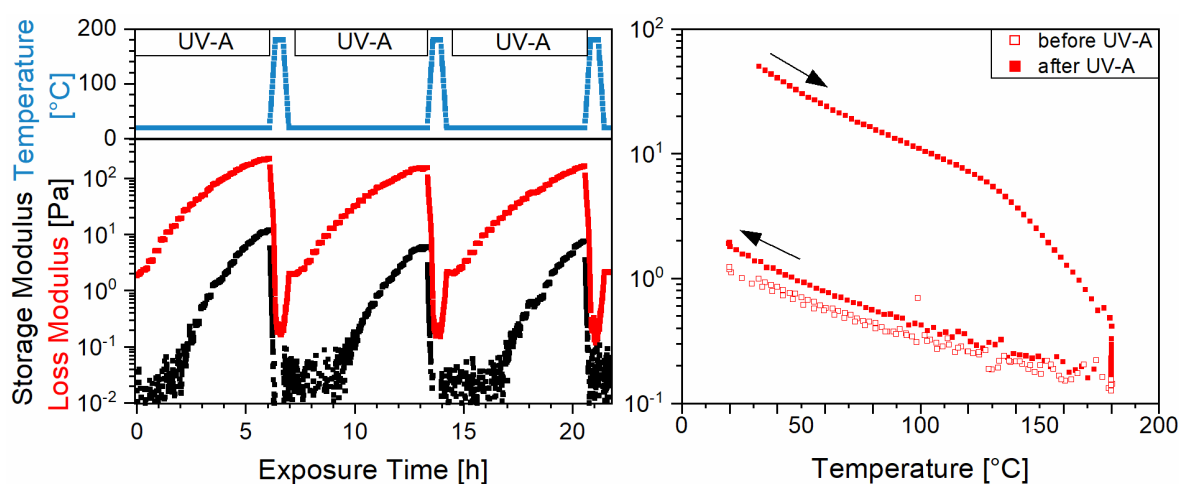 Temperature
[°C]
200
100
0
UV-A UV-A UV-A
Storage Modulus
Loss Modulus [Pa]
10²
10¹
10⁰
10⁻¹
10⁻²
0 5 10 15 20
Exposure Time [h]
10²
10¹
10⁰
10⁻¹
before UV-A
after UV-A
0 50 100 150 200
Temperature [°C]